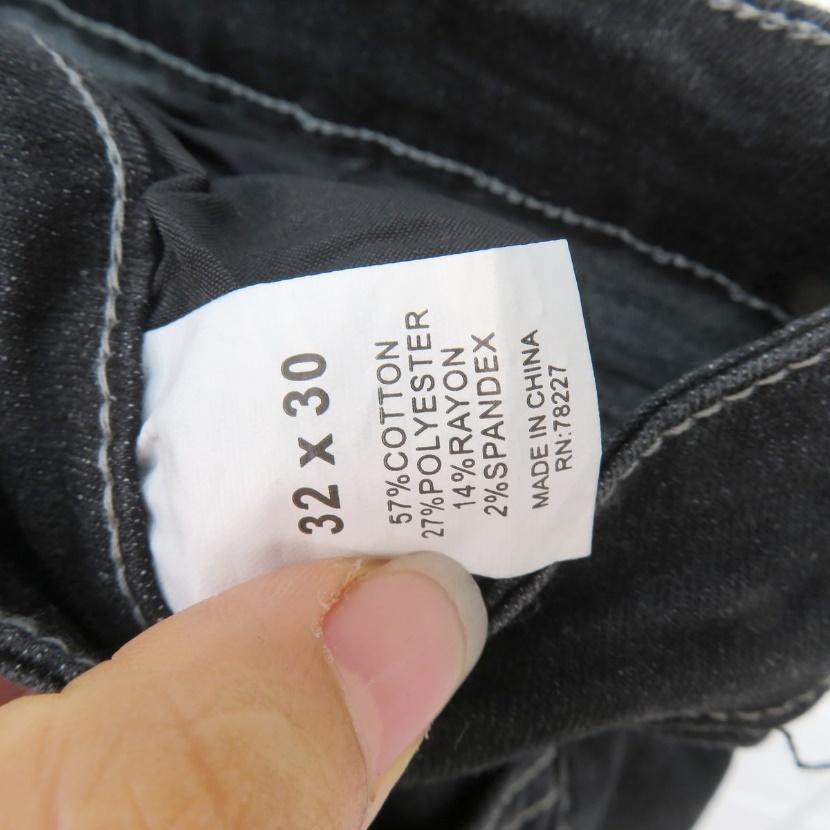 32 x 30
57%COTTON
27%POLYESTER
14%RAYON
2%SPANDEX
MADE IN CHINA
RN:78227